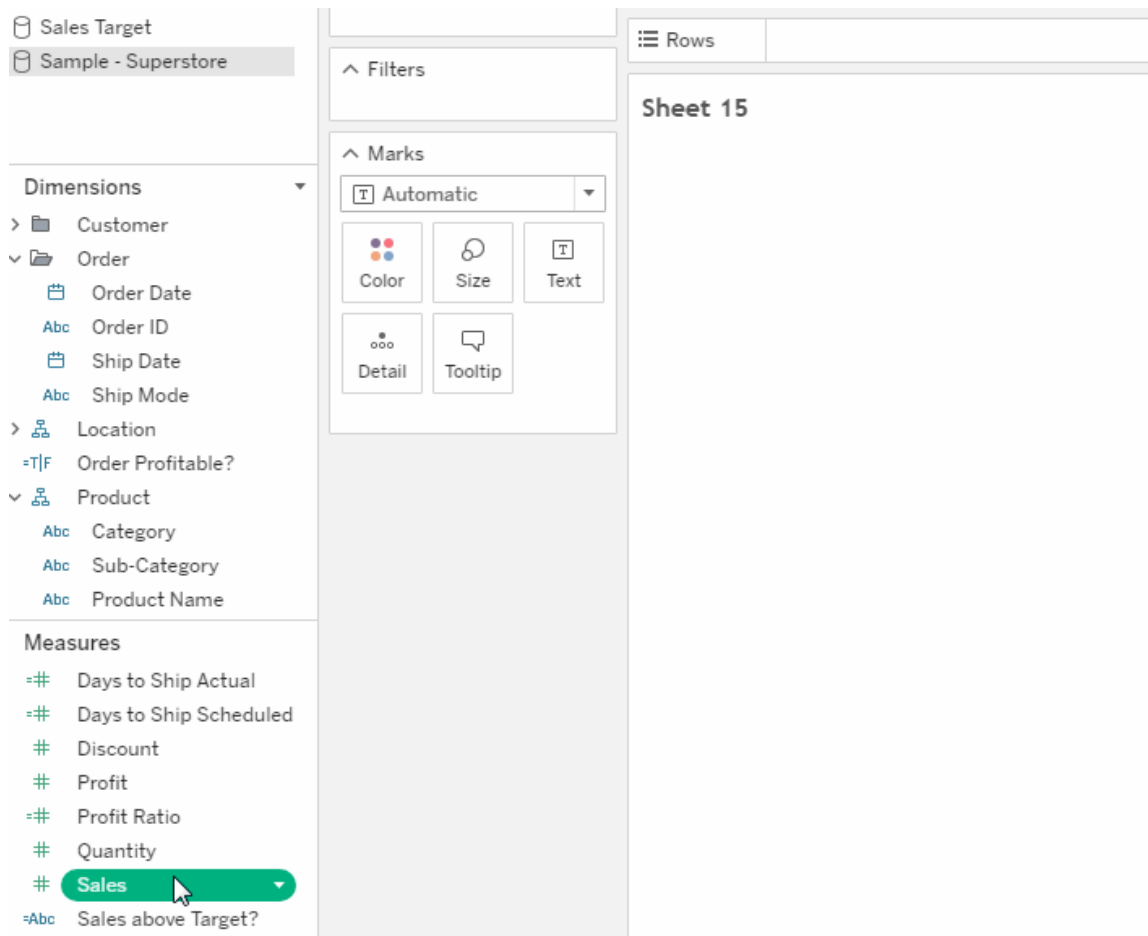 Sales Target
Sample - Superstore
Dimensions
Customer
Order
Order Date
Abc Order ID
Ship Date
Abc Ship Mode
Location
=T|F Order Profitable?
Product
Abc Category
Abc Sub-Category
Abc Product Name
Measures
=# Days to Ship Actual
=# Days to Ship Scheduled
# Discount
# Profit
=# Profit Ratio
# Quantity
# Sales
=Abc Sales above Target?
Filters
Marks
T Automatic
Color Size T Text
Detail Tooltip
Rows
Sheet 15